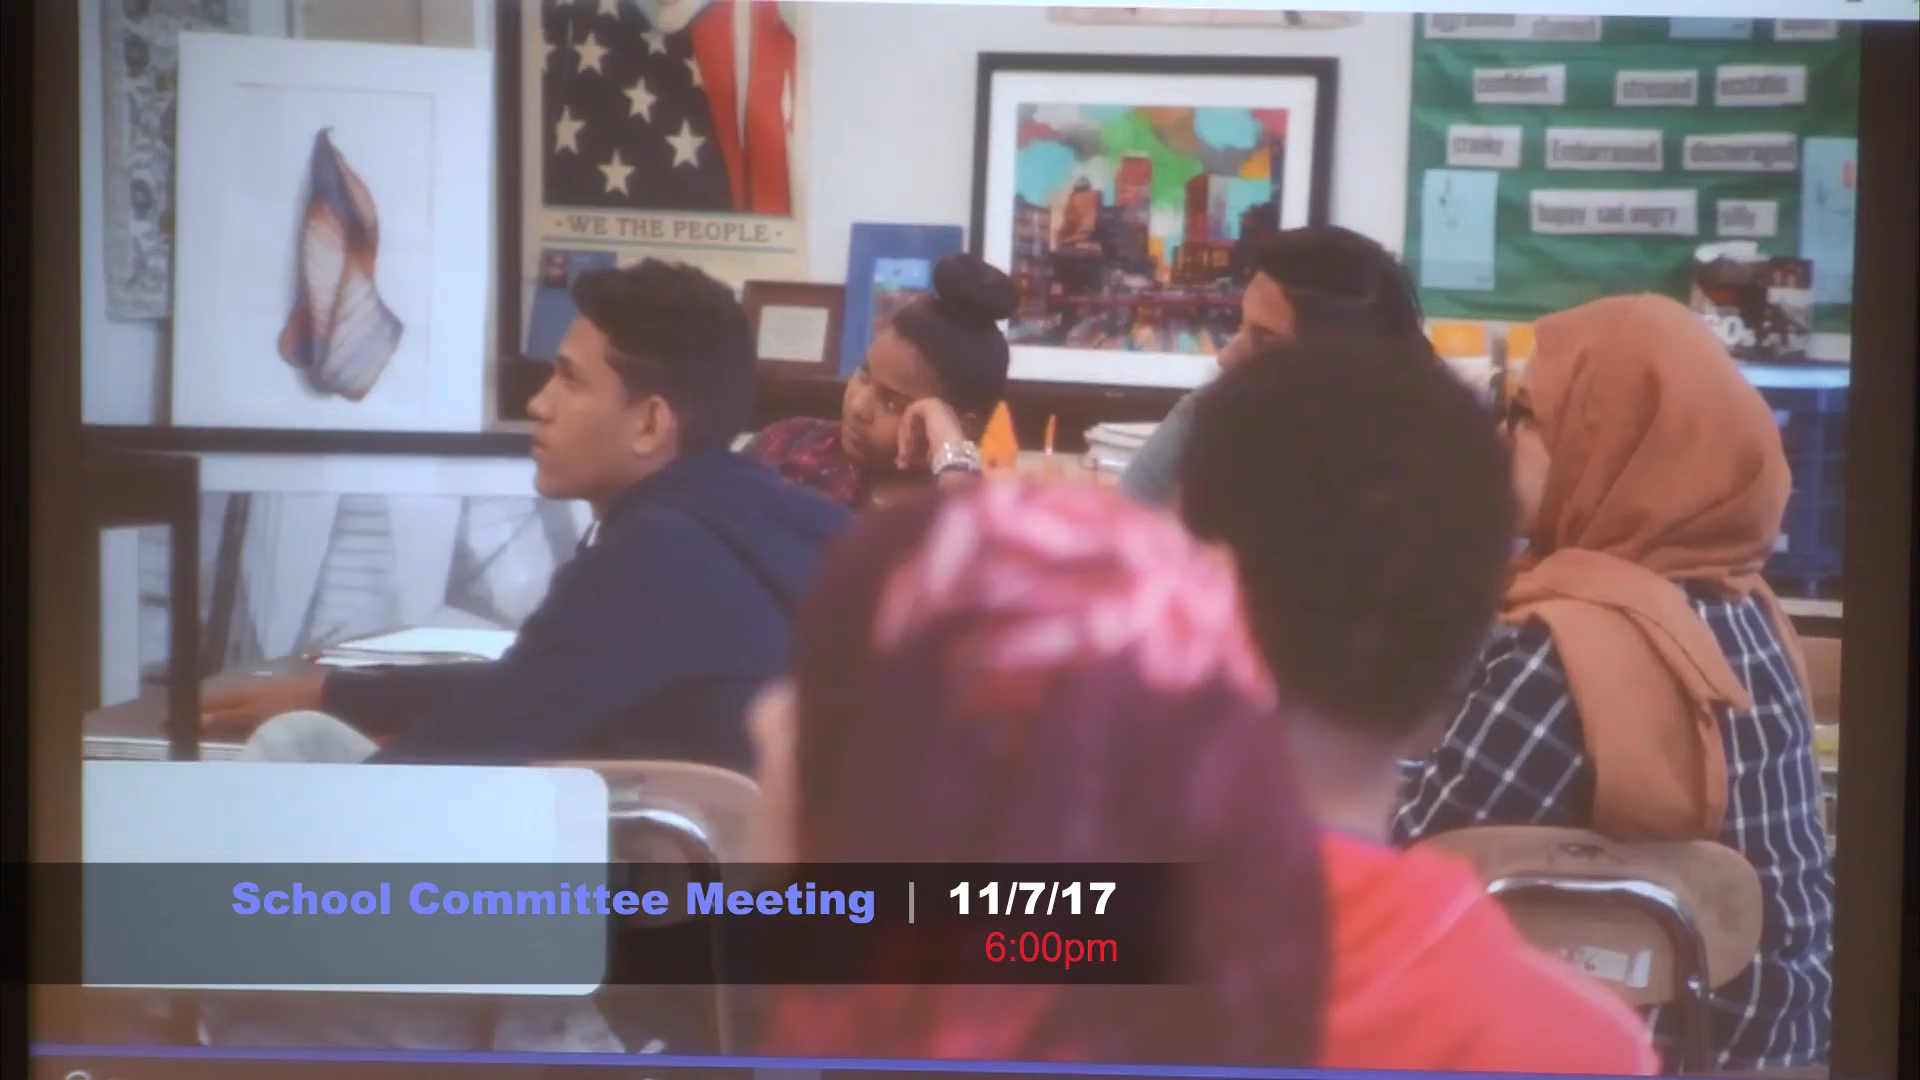 confident
stressed
ecstatic
cranky
Embarrassed
discouraged
· WE THE PEOPLE ·
happy sad angry
silly
School Committee Meeting | 11/7/17
6:00pm